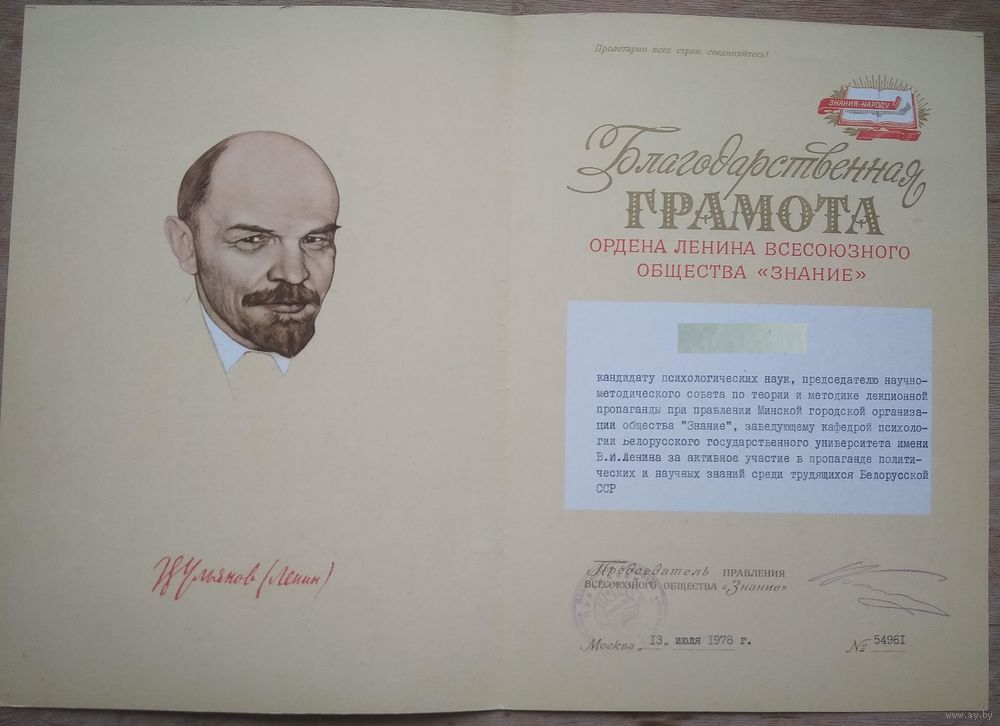 Пролетарии всех стран, соединяйтесь!
ЗНАНИЯ-НАРОДУ
Благодарственная
ГРАМОТА
ОРДЕНА ЛЕНИНА ВСЕСОЮЗНОГО
ОБЩЕСТВА «ЗНАНИЕ»
кандидату психологических наук, председателю научно-
методического совета по теории и методике лекционной
пропаганды при правлении Минской городской организа-
ции общества "Знание", заведующему кафедрой психоло-
гии Белорусского государственного университета имени
В.И.Ленина за активное участие в пропаганде полити-
ческих и научных знаний среди трудящихся Белорусской
ССР
В Ульянов (Ленин)
Председатель ПРАВЛЕНИЯ
ВСЕСОЮЗНОГО ОБЩЕСТВА «Знание»
Москва „13„ июля 1978 г.
№ 54961
www.ay.by